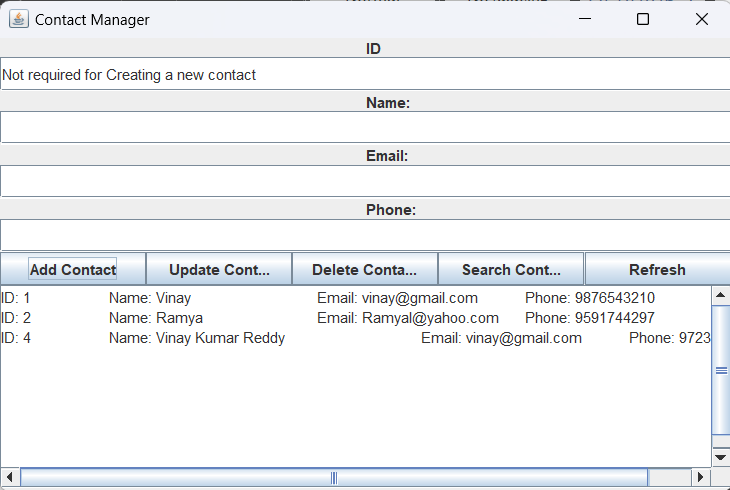 Contact Manager
ID
Not required for Creating a new contact
Name:
Email:
Phone:
Add Contact Update Cont... Delete Conta... Search Cont... Refresh
ID: 1 Name: Vinay Email: vinay@gmail.com Phone: 9876543210
ID: 2 Name: Ramya Email: Ramyal@yahoo.com Phone: 9591744297
ID: 4 Name: Vinay Kumar Reddy Email: vinay@gmail.com Phone: 9723